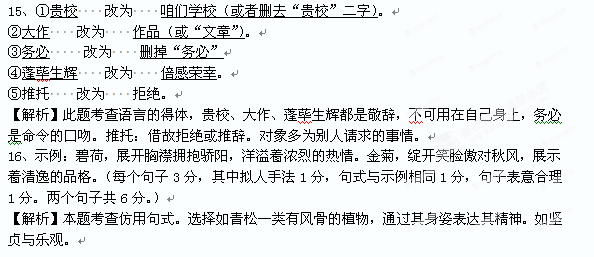 15、①贵校····改为····咱们学校（或者删去“贵校”二字）。
②大作····改为····作品（或“文章”）。
③务必·····改为····删掉“务必”。
④蓬荜生辉····改为····倍感荣幸。
⑤推托····改为····拒绝。
【解析】此题考查语言的得体，贵校、大作、蓬荜生辉都是敬辞，不可用在自己身上，务必
是命令的口吻。推托：借故拒绝或推辞。对象多为别人请求的事情。
16、示例：碧荷，展开胸襟拥抱骄阳，洋溢着浓烈的热情。金菊，绽开笑脸傲对秋风，展示
着清逸的品格。（每个句子 3 分，其中拟人手法 1 分，句式与示例相同 1 分，句子表意合理
1 分。两个句子共 6 分。）
【解析】本题考查仿用句式。选择如青松一类有风骨的植物，通过其身姿表达其精神。如坚
贞与乐观。